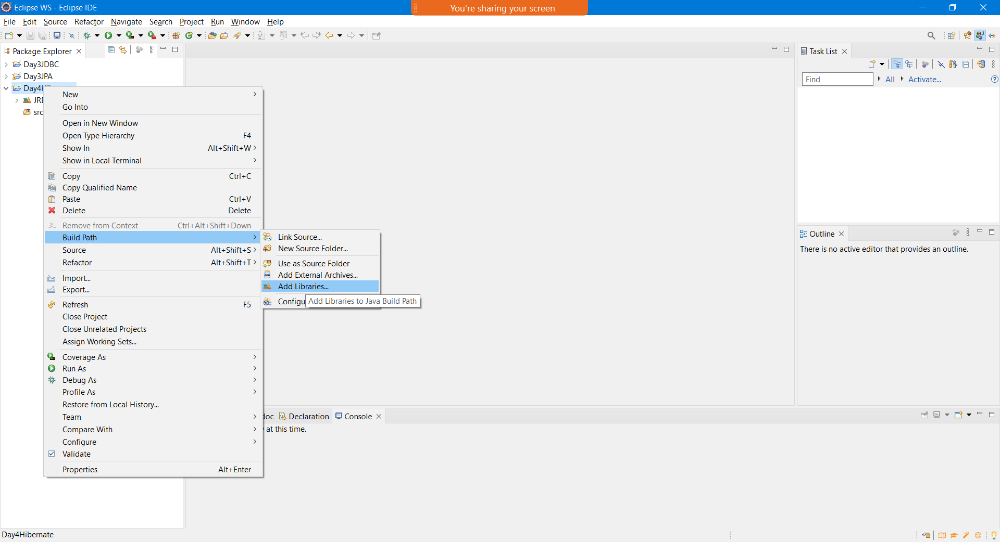 Eclipse WS - Eclipse IDE
You're sharing your screen
File Edit Source Refactor Navigate Search Project Run Window Help
Package Explorer
Task List
Day3JDBC
Day3JPA
Find All Activate...
JRE
src
New
Go Into
Open in New Window
Open Type Hierarchy F4
Show In Alt+Shift+W
Show in Local Terminal
Copy Ctrl+C
Copy Qualified Name
Paste Ctrl+V
Delete Delete
Remove from Context Ctrl+Alt+Shift+Down
Build Path
Source Alt+Shift+S
Refactor Alt+Shift+T
Import...
Export...
Refresh F5
Close Project
Close Unrelated Projects
Assign Working Sets...
Coverage As
Run As
Debug As
Profile As
Restore from Local History...
Team
Compare With
Configure
Validate
Properties Alt+Enter
Link Source...
New Source Folder...
Use as Source Folder
Add External Archives...
Add Libraries...
Configu
Add Libraries to Java Build Path
Outline
There is no active editor that provides an outline.
doc Declaration Console
at this time.
Day4Hibernate